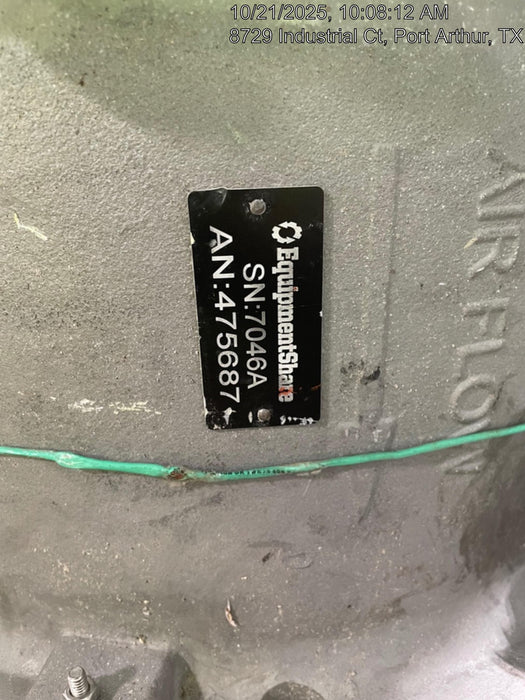 10/21/2025, 10:08:12 AM
8729 Industrial Ct, Port Arthur, TX
EquipmentShare
SN:7046A
AN:475687
AIR FLOW